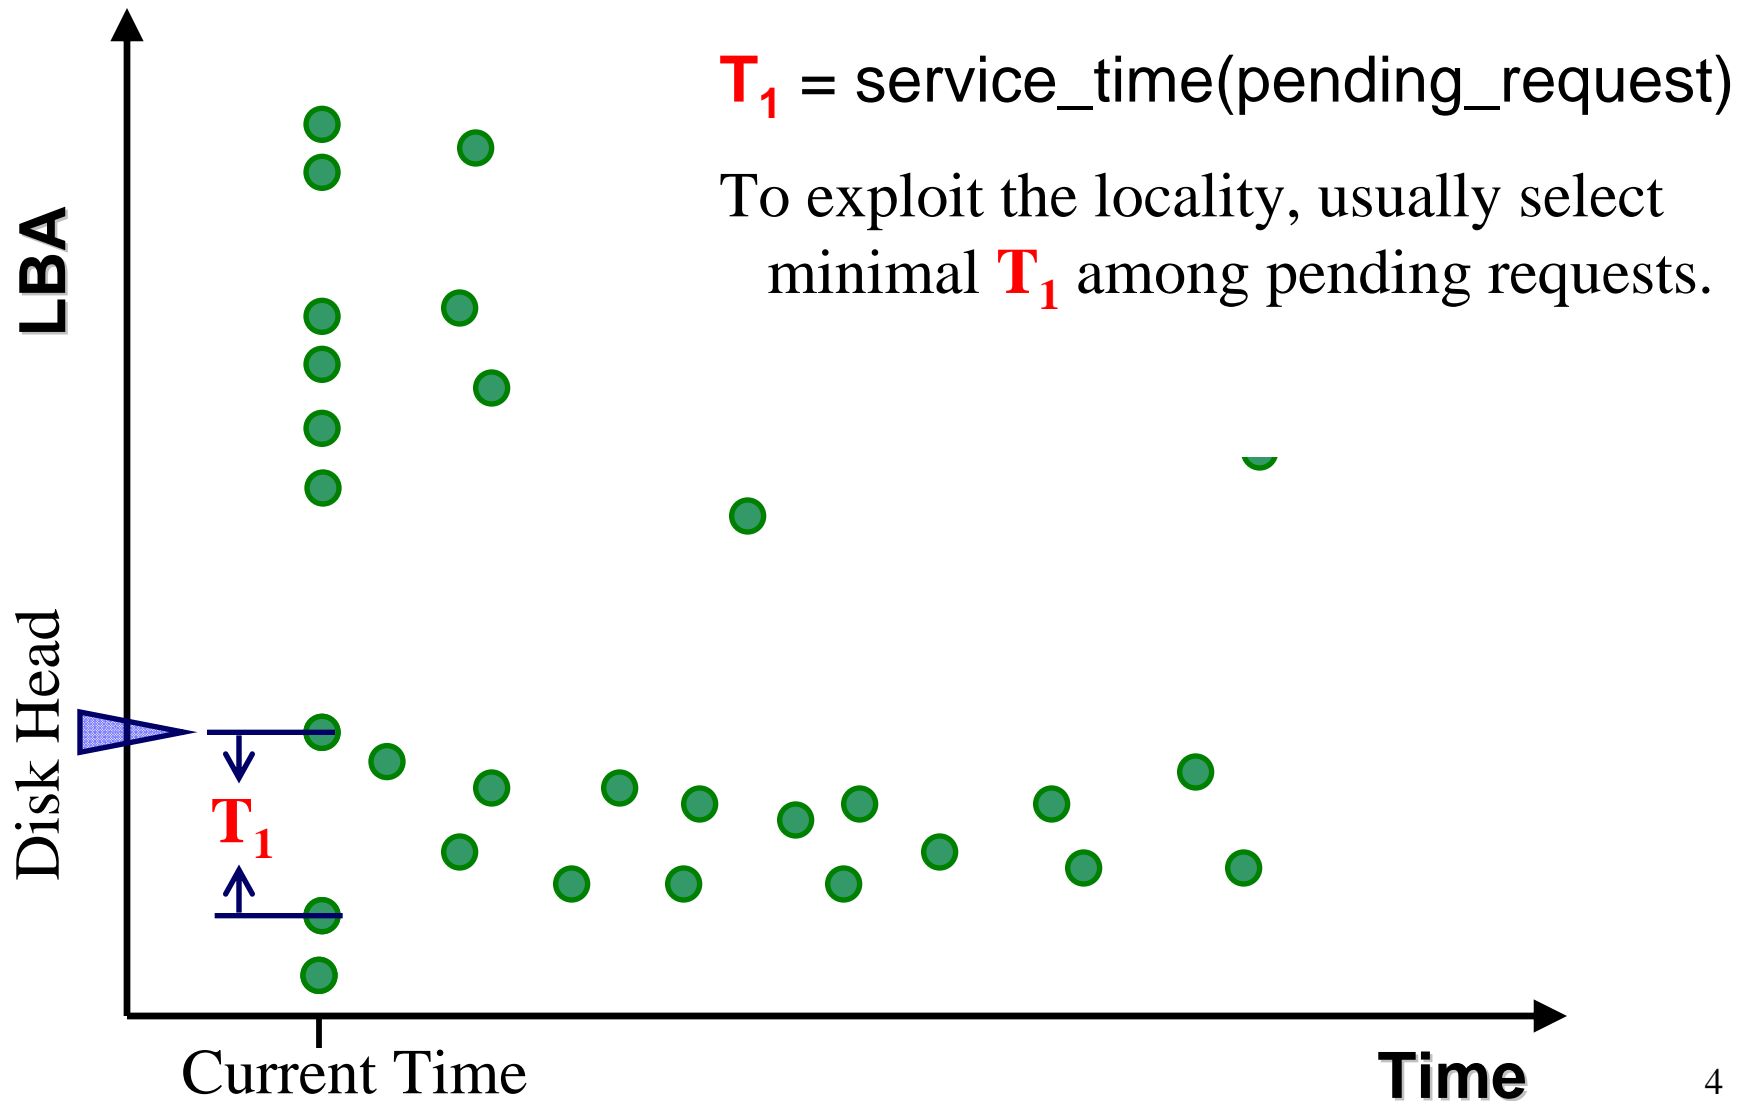 T1 = service_time(pending_request)
To exploit the locality, usually select
minimal T1 among pending requests.
LBA
Disk Head
T1
Current Time
Time
4